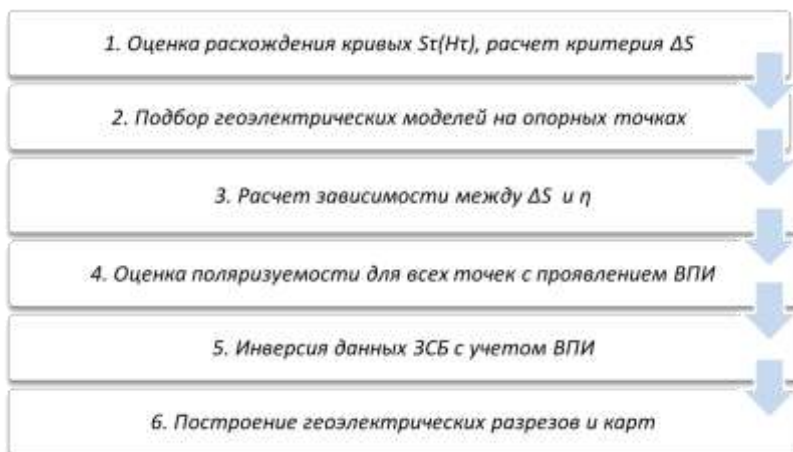 1. Оценка расхождения кривых Sτ(Hτ), расчет критерия ΔS
2. Подбор геоэлектрических моделей на опорных точках
3. Расчет зависимости между ΔS и η
4. Оценка поляризуемости для всех точек с проявлением ВПИ
5. Инверсия данных ЗСБ с учетом ВПИ
6. Построение геоэлектрических разрезов и карт